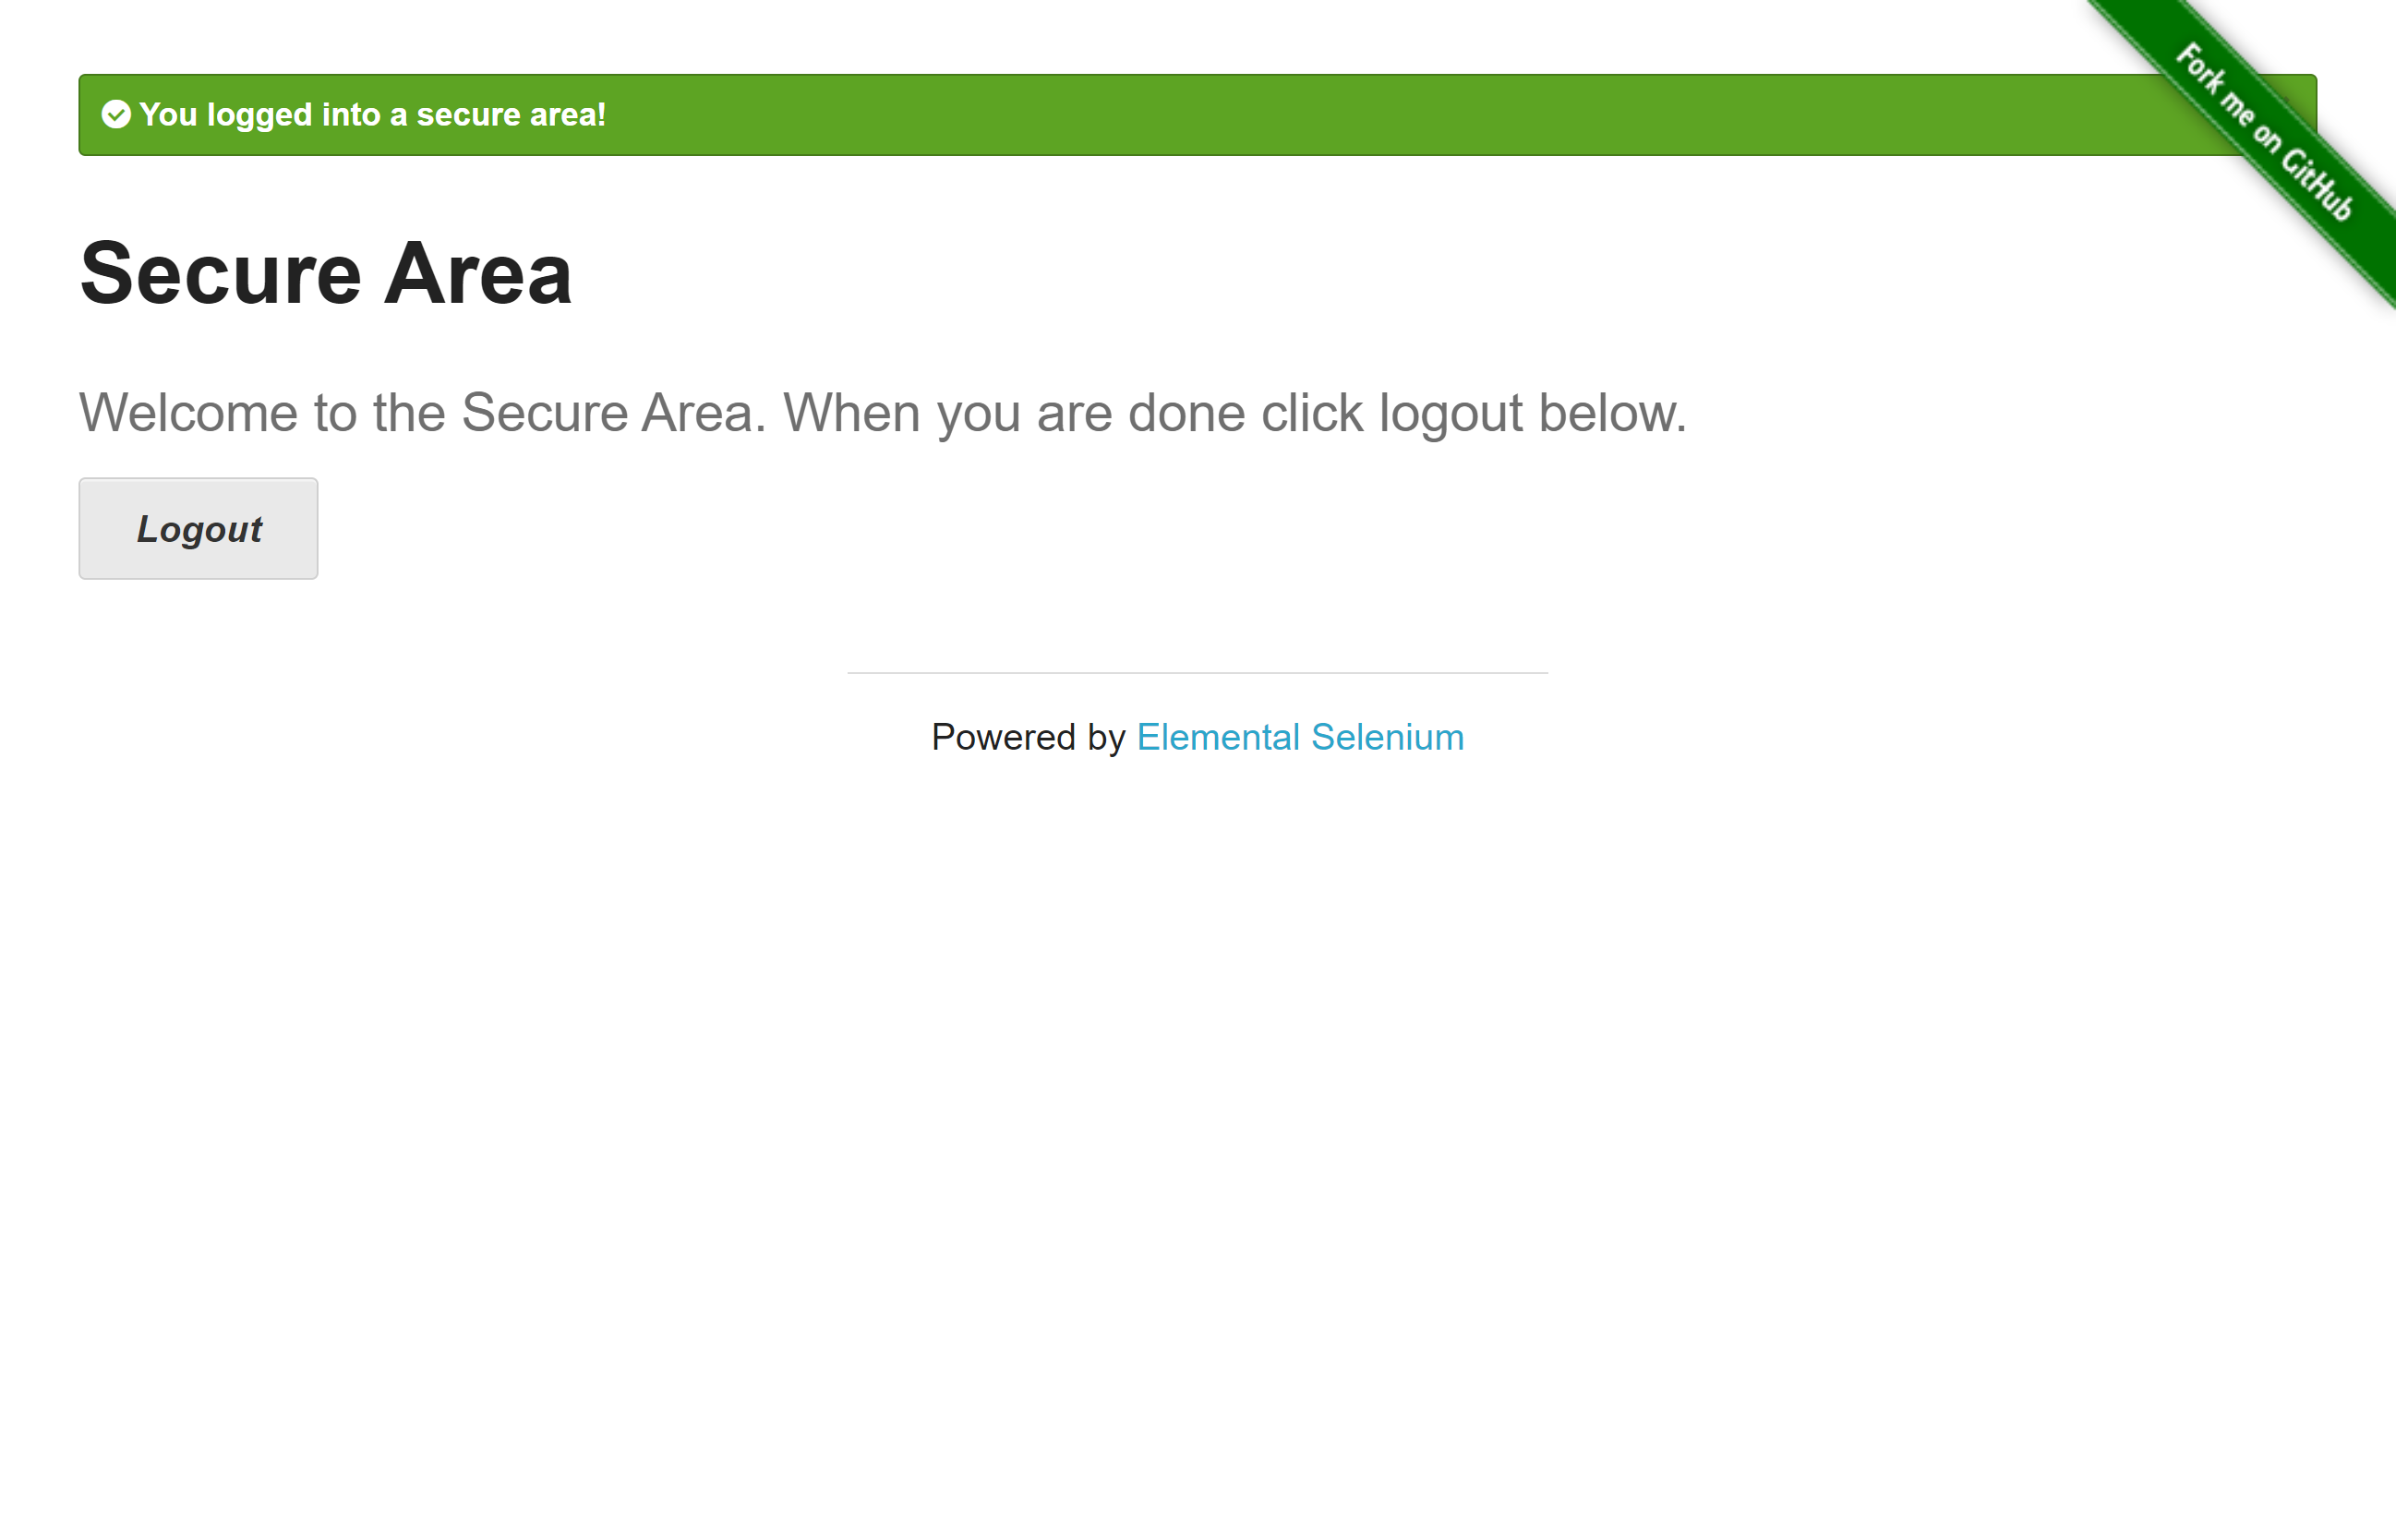 You logged into a secure area!
Fork me on GitHub
Secure Area
Welcome to the Secure Area. When you are done click logout below.
Logout
Powered by Elemental Selenium